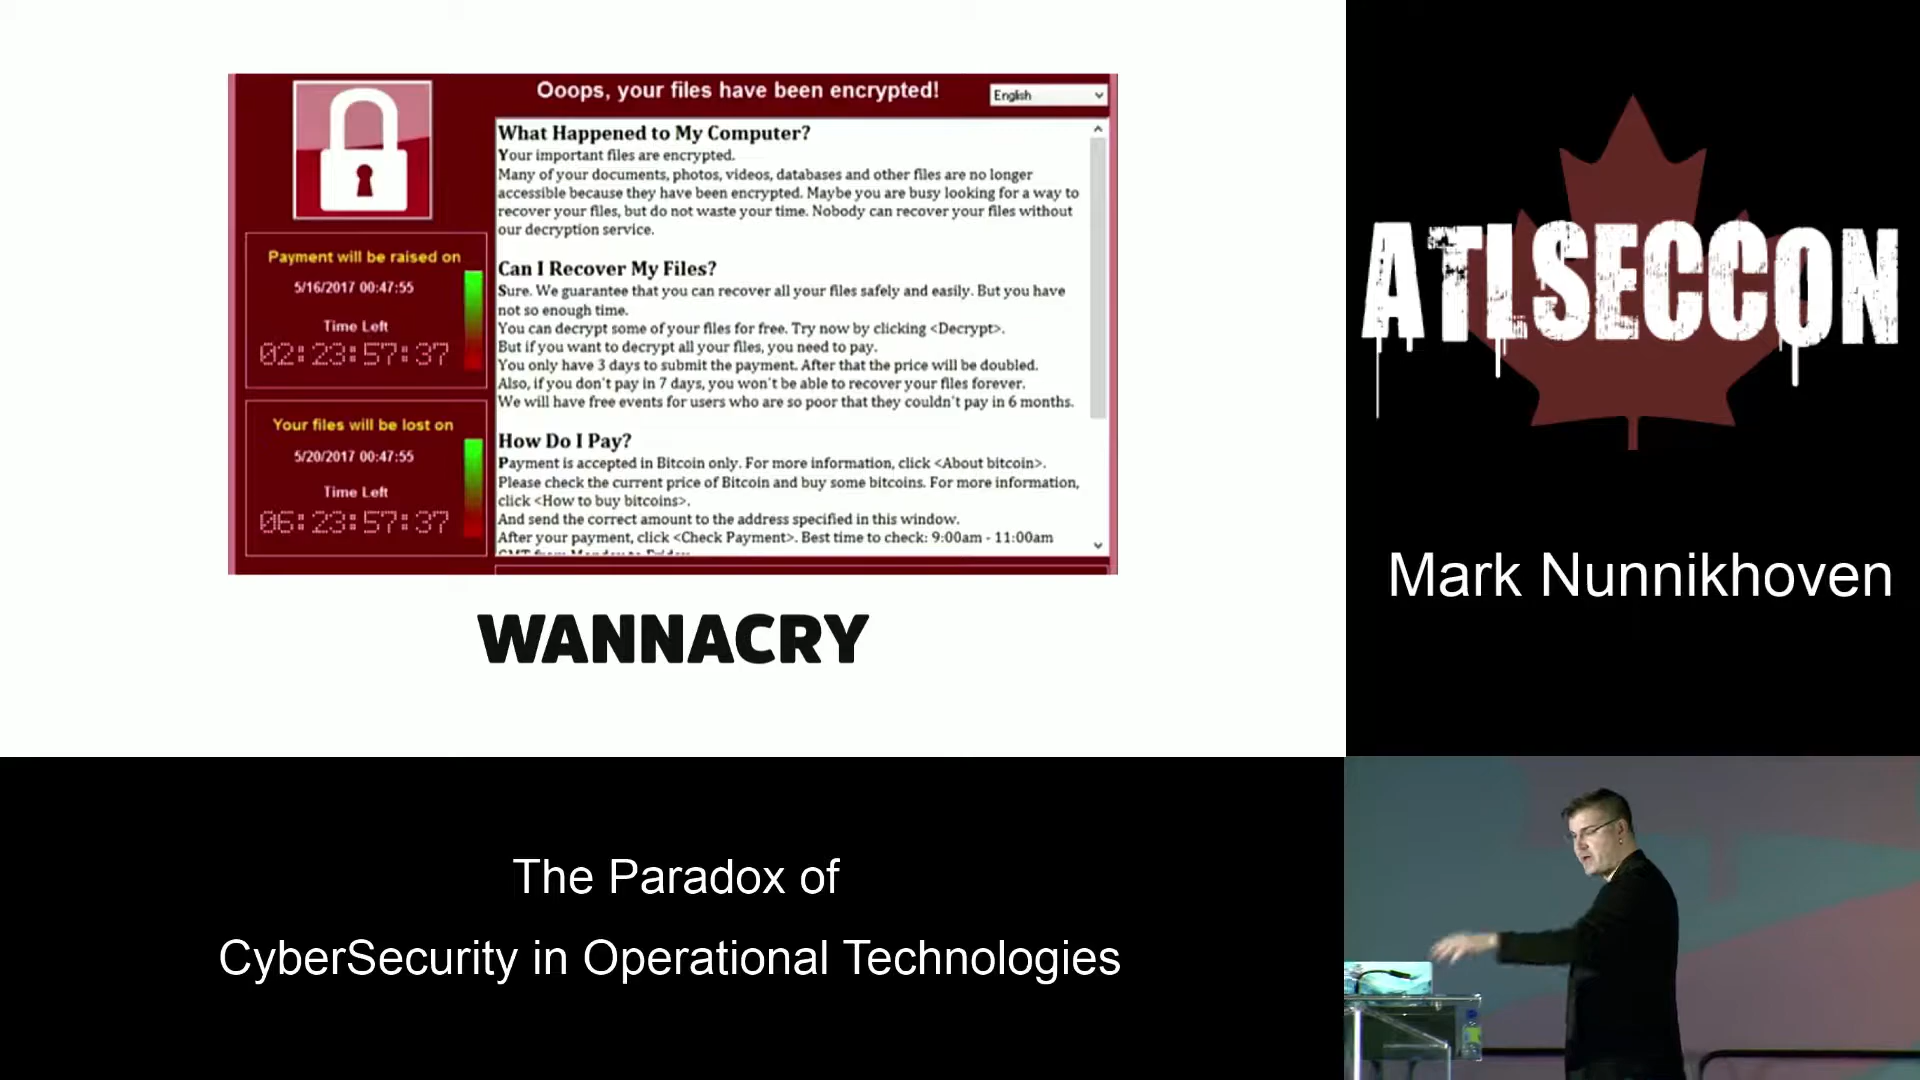 Ooops, your files have been encrypted!
English
Payment will be raised on
5/16/2017 00:47:55
Time Left
02:23:57:37
Your files will be lost on
5/20/2017 00:47:55
Time Left
06:23:57:37
What Happened to My Computer?
Your important files are encrypted.
Many of your documents, photos, videos, databases and other files are no longer
accessible because they have been encrypted. Maybe you are busy looking for a way to
recover your files, but do not waste your time. Nobody can recover your files without
our decryption service.
Can I Recover My Files?
Sure. We guarantee that you can recover all your files safely and easily. But you have
not so enough time.
You can decrypt some of your files for free. Try now by clicking <Decrypt>.
But if you want to decrypt all your files, you need to pay.
You only have 3 days to submit the payment. After that the price will be doubled.
Also, if you don't pay in 7 days, you won't be able to recover your files forever.
We will have free events for users who are so poor that they couldn't pay in 6 months.
How Do I Pay?
Payment is accepted in Bitcoin only. For more information, click <About bitcoin>.
Please check the current price of Bitcoin and buy some bitcoins. For more information,
click <How to buy bitcoins>.
And send the correct amount to the address specified in this window.
After your payment, click <Check Payment>. Best time to check: 9:00am - 11:00am
GMT from Monday to Friday
WANNACRY
ATLSECCON
Mark Nunnikhoven
The Paradox of
CyberSecurity in Operational Technologies